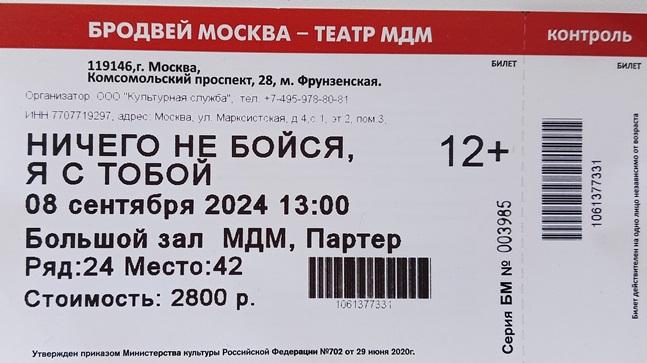 БРОДВЕЙ МОСКВА – ТЕАТР МДМ
контроль
119146,г. Москва,
Комсомольский проспект, 28, м. Фрунзенская.
БИЛЕТ
БИЛЕТ
Организатор: ООО "Культурная служба", тел. +7-495-978-80-81
ИНН 7707719297, адрес: Москва, ул. Марксистская, д.4,с.1, эт.2, пом.3,
НИЧЕГО НЕ БОЙСЯ,
Я С ТОБОЙ
12+
08 сентября 2024 13:00
Большой зал МДМ, Партер
Ряд:24 Место:42
Стоимость: 2800 р.
1061377331
Утвержден приказом Министерства культуры Российской Федерации №702 от 29 июня 2020г.
Серия БМ № 003985
1061377331
Билет действителен на одно лицо независимо от возраста